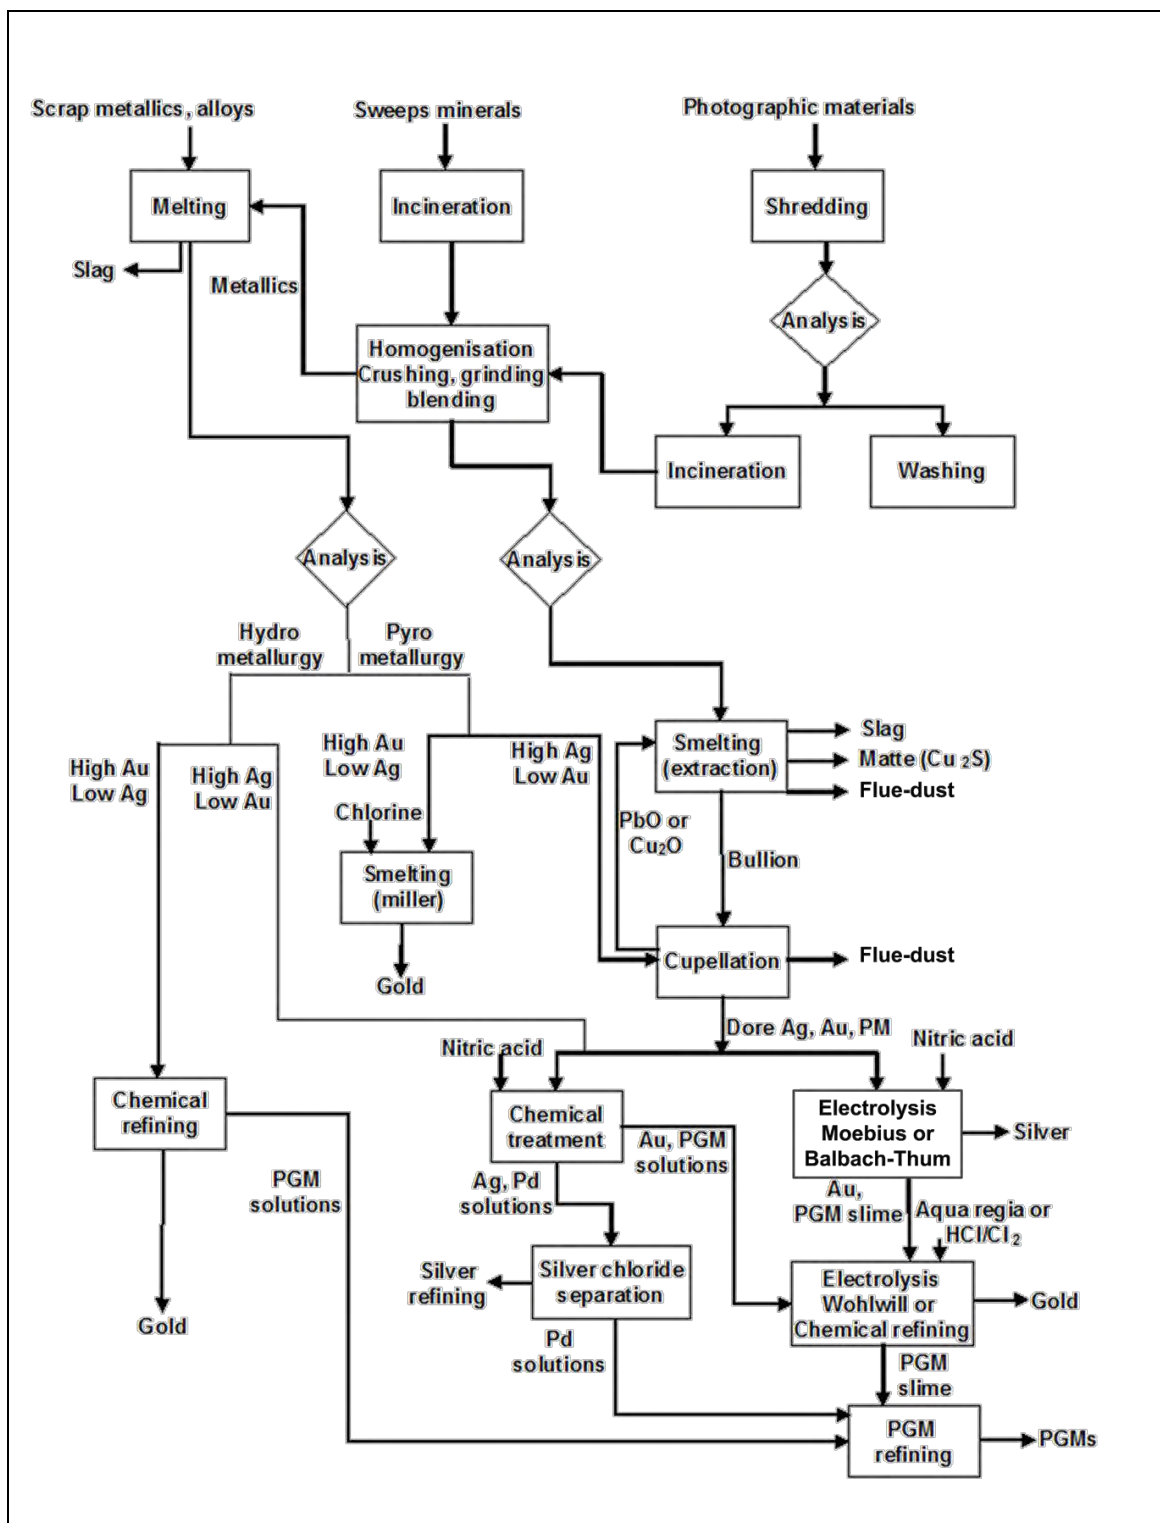 Scrap metallics, alloys
Sweeps minerals
Photographic materials
Melting
Incineration
Shredding
Slag
Metallics
Analysis
Homogenisation
Crushing, grinding
blending
Incineration
Washing
Analysis
Analysis
Hydro
metallurgy
Pyro
metallurgy
High Au
Low Ag
High Ag
Low Au
High Au
Low Ag
High Ag
Low Au
Chlorine
Smelting
(miller)
Gold
Smelting
(extraction)
Slag
Matte (Cu2S)
Flue-dust
PbO or
Cu2O
Bullion
Cupellation
Flue-dust
Dore Ag, Au, PM
Nitric acid
Nitric acid
Chemical
refining
Chemical
treatment
Electrolysis
Moebius or
Balbach-Thum
Silver
Au, PGM
solutions
PGM
solutions
Ag, Pd
solutions
Au,
PGM slime
Aqua regia or
HCl/Cl2
Silver
refining
Silver chloride
separation
Electrolysis
Wohlwill or
Chemical refining
Gold
Gold
Pd
solutions
PGM
slime
PGM
refining
PGMs